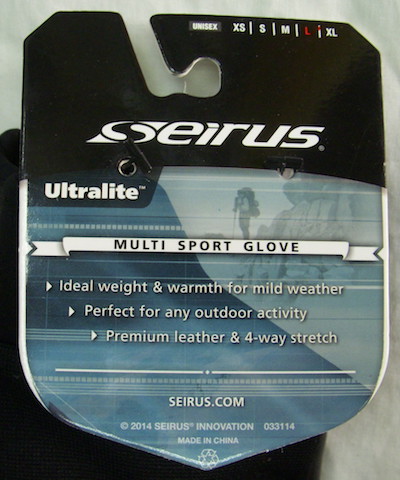 UNISEX XS | S | M | L | XL
seirus®
Ultralite™
MULTI SPORT GLOVE
Ideal weight & warmth for mild weather
Perfect for any outdoor activity
Premium leather & 4-way stretch
SEIRUS.COM
© 2014 SEIRUS® INNOVATION 033114
MADE IN CHINA